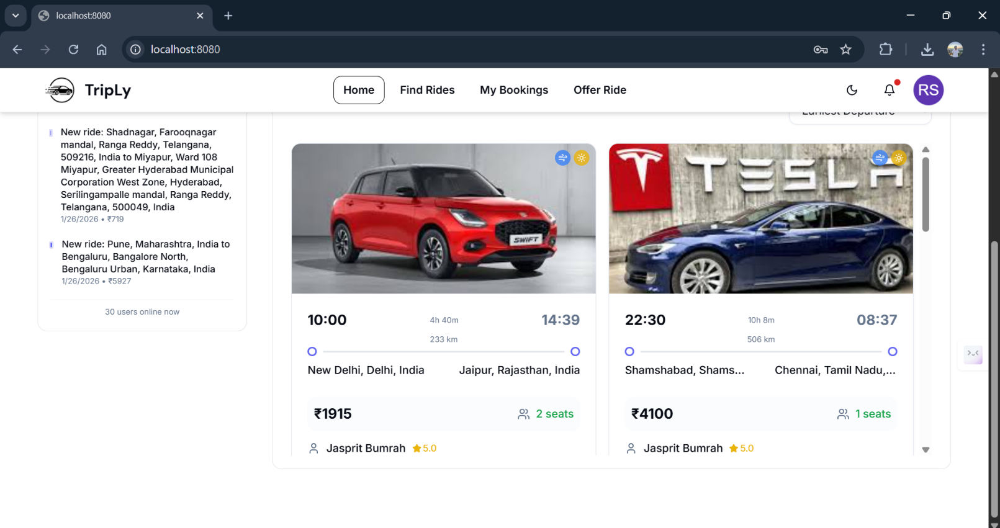 localhost:8080
localhost:8080
TripLy
Home
Find Rides
My Bookings
Offer Ride
RS
Earliest Departure
New ride: Shadnagar, Farooqnagar
mandal, Ranga Reddy, Telangana,
509216, India to Miyapur, Ward 108
Miyapur, Greater Hyderabad Municipal
Corporation West Zone, Hyderabad,
Serilingampalle mandal, Ranga Reddy,
Telangana, 500049, India
1/26/2026 • ₹719
New ride: Pune, Maharashtra, India to
Bengaluru, Bangalore North,
Bengaluru Urban, Karnataka, India
1/26/2026 • ₹5927
30 users online now
SWIFT
10:00
4h 40m
14:39
233 km
New Delhi, Delhi, India
Jaipur, Rajasthan, India
₹1915
2 seats
Jasprit Bumrah
5.0
TESLA
22:30
10h 8m
08:37
506 km
Shamshabad, Shams...
Chennai, Tamil Nadu,...
₹4100
1 seats
Jasprit Bumrah
5.0